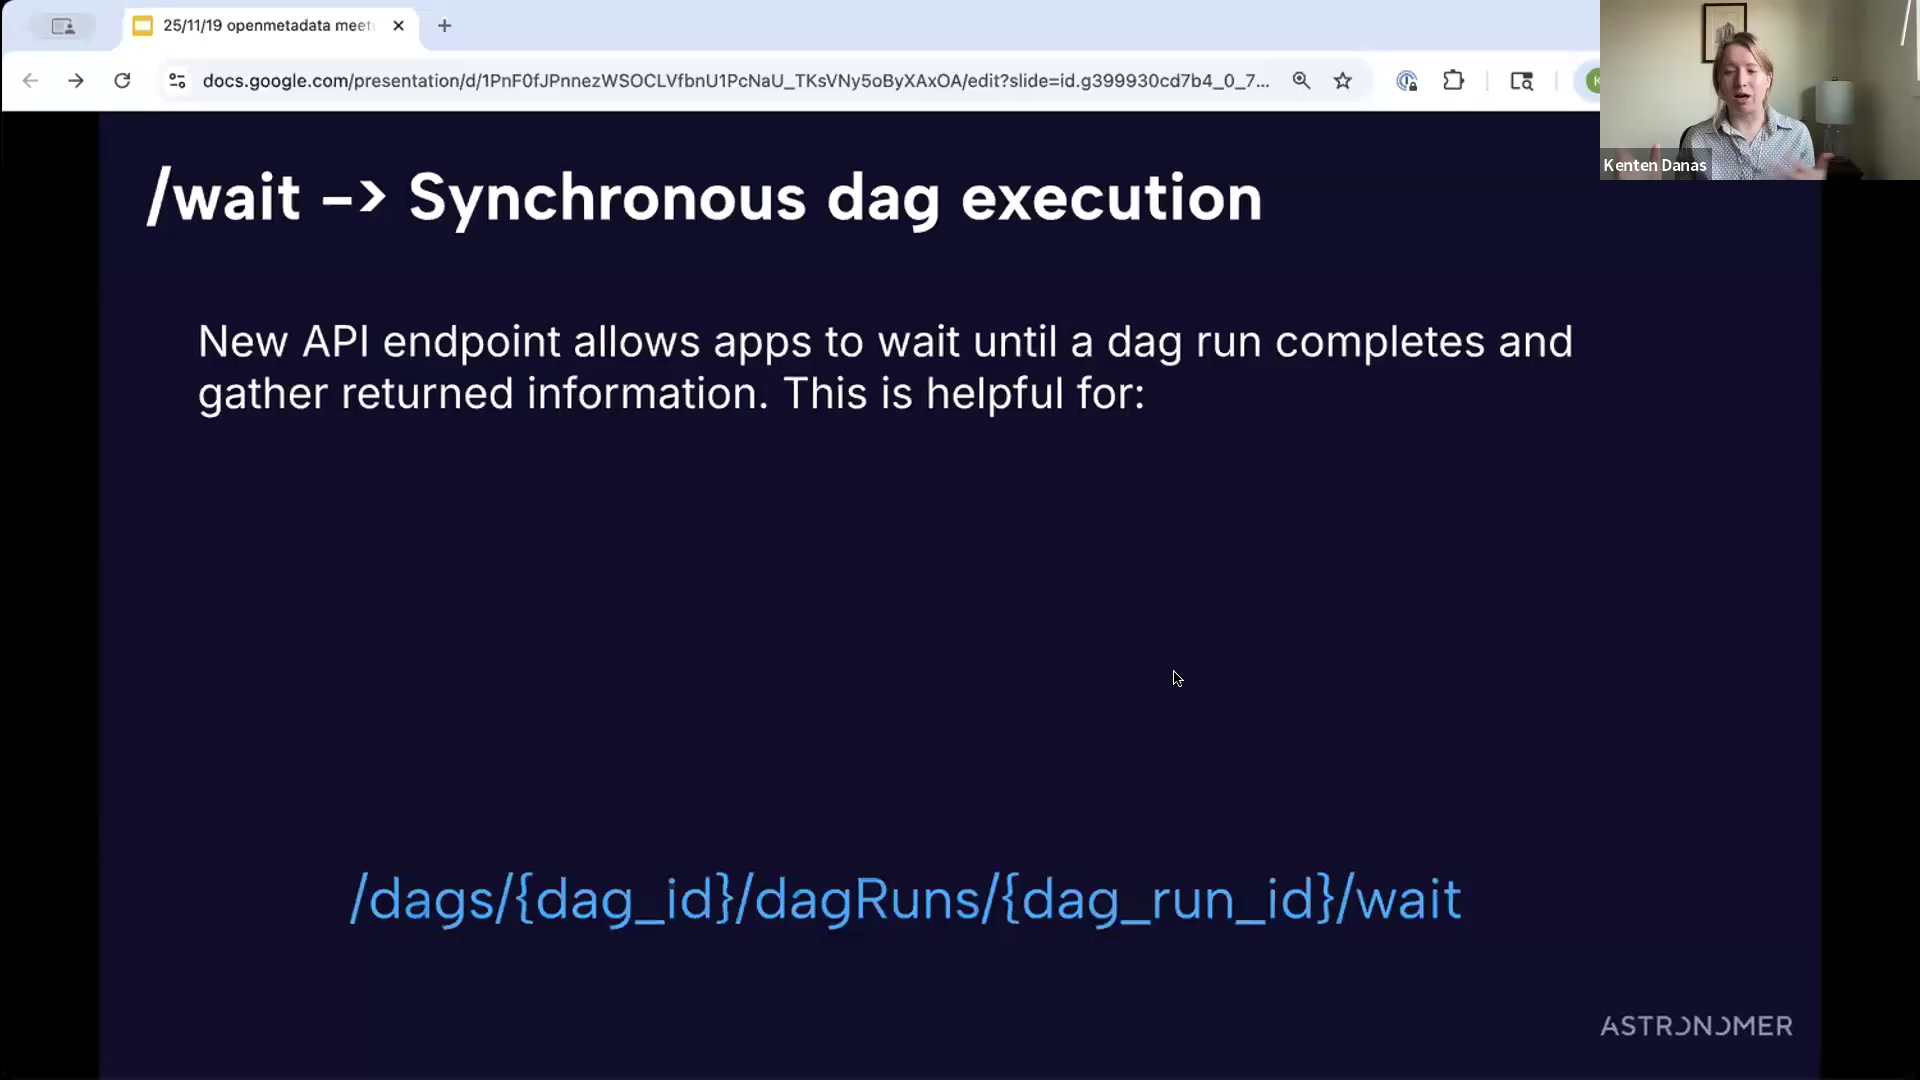 25/11/19 openmetadata meet
docs.google.com/presentation/d/1PnF0fJPnnezWSOCLVfbnU1PcNaU_TKsVNy5oByXAxOA/edit?slide=id.g399930cd7b4_0_7...
K
Kenten Danas
/wait –> Synchronous dag execution
New API endpoint allows apps to wait until a dag run completes and
gather returned information. This is helpful for:
/dags/{dag_id}/dagRuns/{dag_run_id}/wait
ASTRONOMER